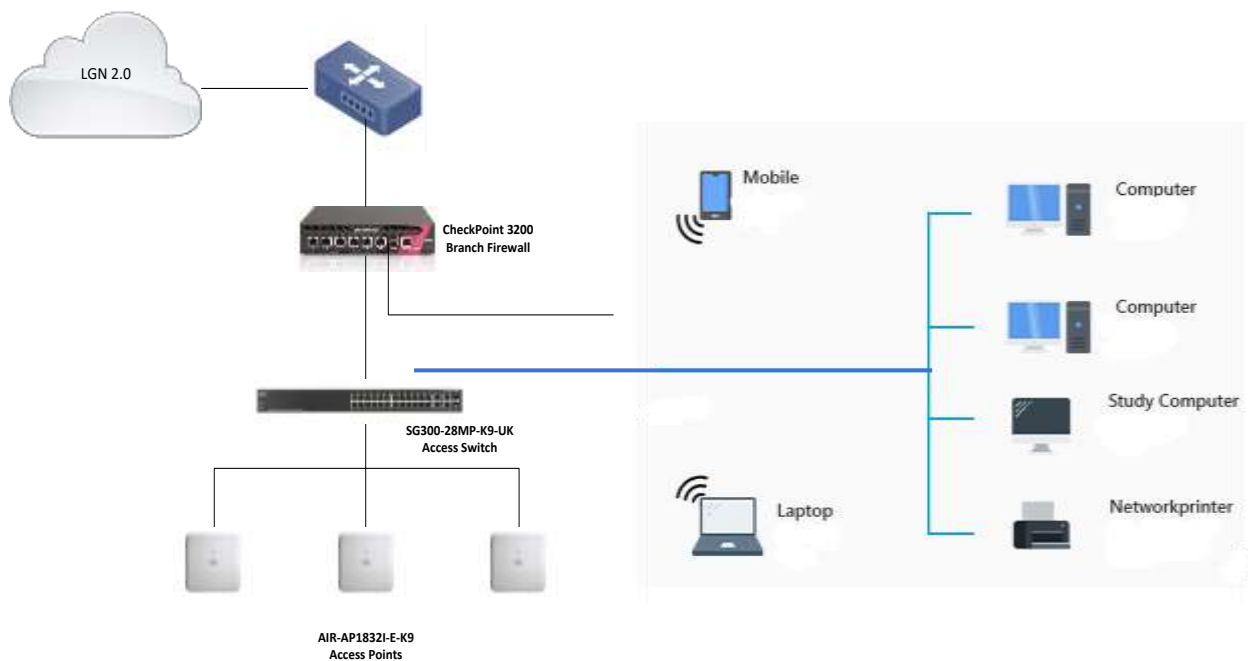 LGN 2.0
CheckPoint 3200
Branch Firewall
Mobile
Computer
Computer
Study Computer
SG300-28MP-K9-UK
Access Switch
Laptop
Networkprinter
AIR-AP1832I-E-K9
Access Points